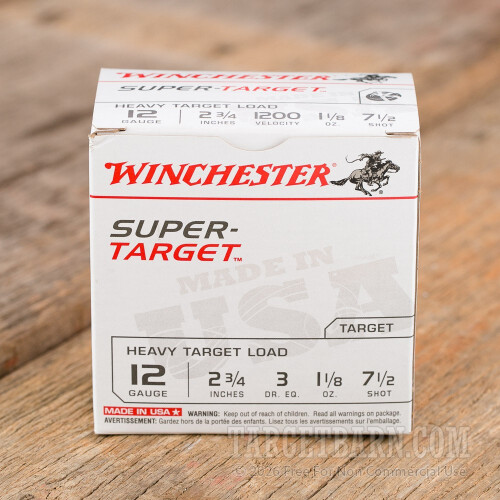 WINCHESTER
SUPER-TARGET
HEAVY TARGET LOAD
12 2 3/4 1200 1 1/8 7 1/2
GAUGE INCHES VELOCITY OZ. SHOT
WINCHESTER
SUPER-
TARGET™
MADE IN
USA
TARGET
HEAVY TARGET LOAD
12 2 3/4 3 1 1/8 7 1/2
GAUGE INCHES DR. EQ. OZ. SHOT
MADE IN USA★ WARNING: Keep out of reach of children. Read all warnings on package.
AVERTISSEMENT: Gardez hors de la portée des enfants. Lisez tous les avertissements sur l'emballage.
TARGETBARN.COM
© 2026 Free For Non Commercial Use